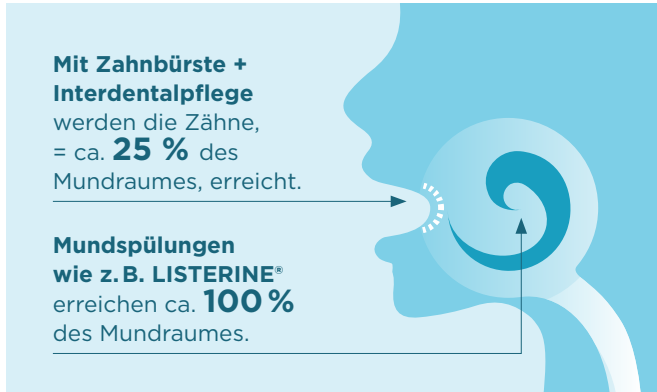 Mit Zahnbürste +
Interdentalpflege
werden die Zähne,
= ca. 25 % des
Mundraumes, erreicht.
Mundspülungen
wie z. B. LISTERINE®
erreichen ca. 100 %
des Mundraumes.